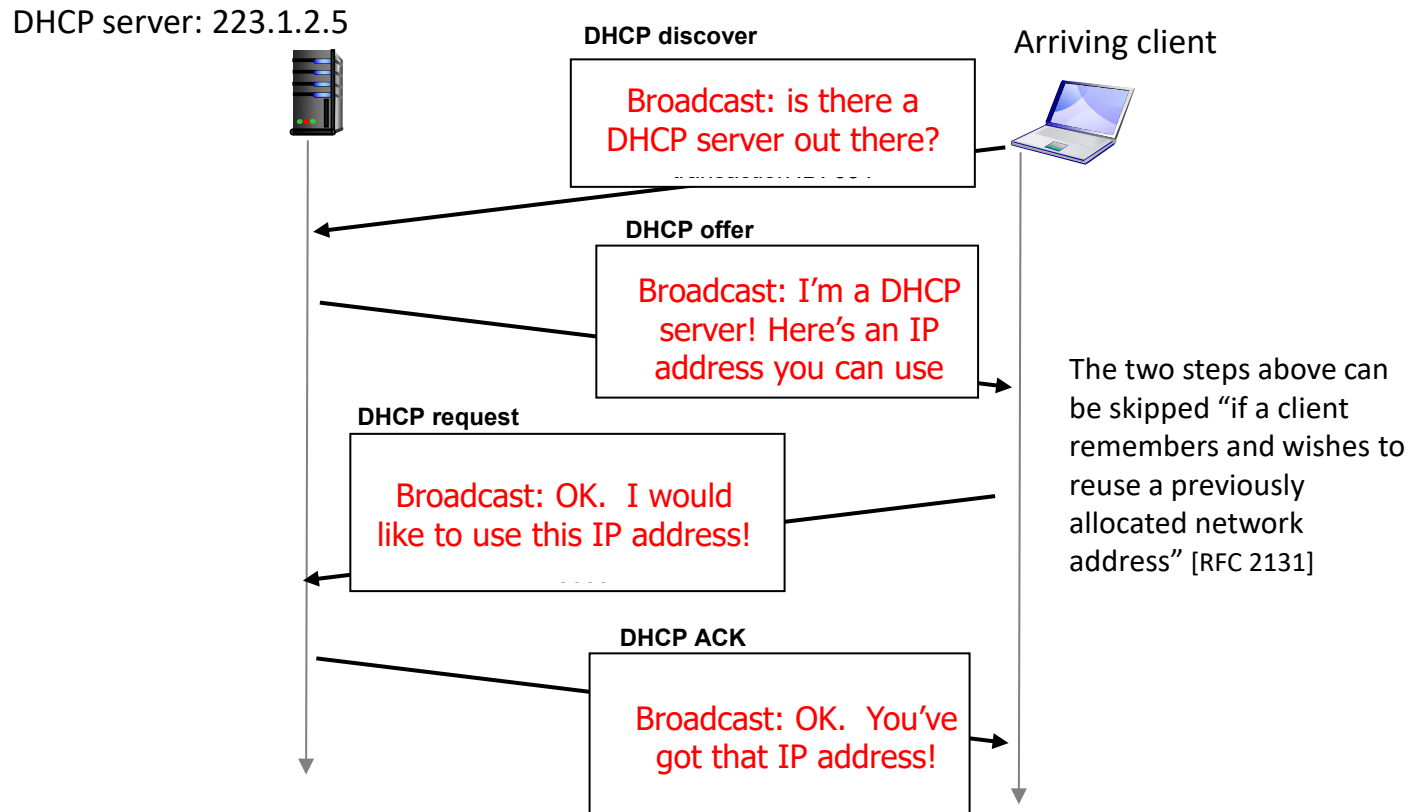 DHCP server: 223.1.2.5
DHCP discover
Arriving client
Broadcast: is there a
DHCP server out there?
DHCP offer
Broadcast: I’m a DHCP
server! Here’s an IP
address you can use
The two steps above can
be skipped “if a client
remembers and wishes to
reuse a previously
allocated network
address” [RFC 2131]
DHCP request
Broadcast: OK.  I would
like to use this IP address!
DHCP ACK
Broadcast: OK.  You’ve
got that IP address!